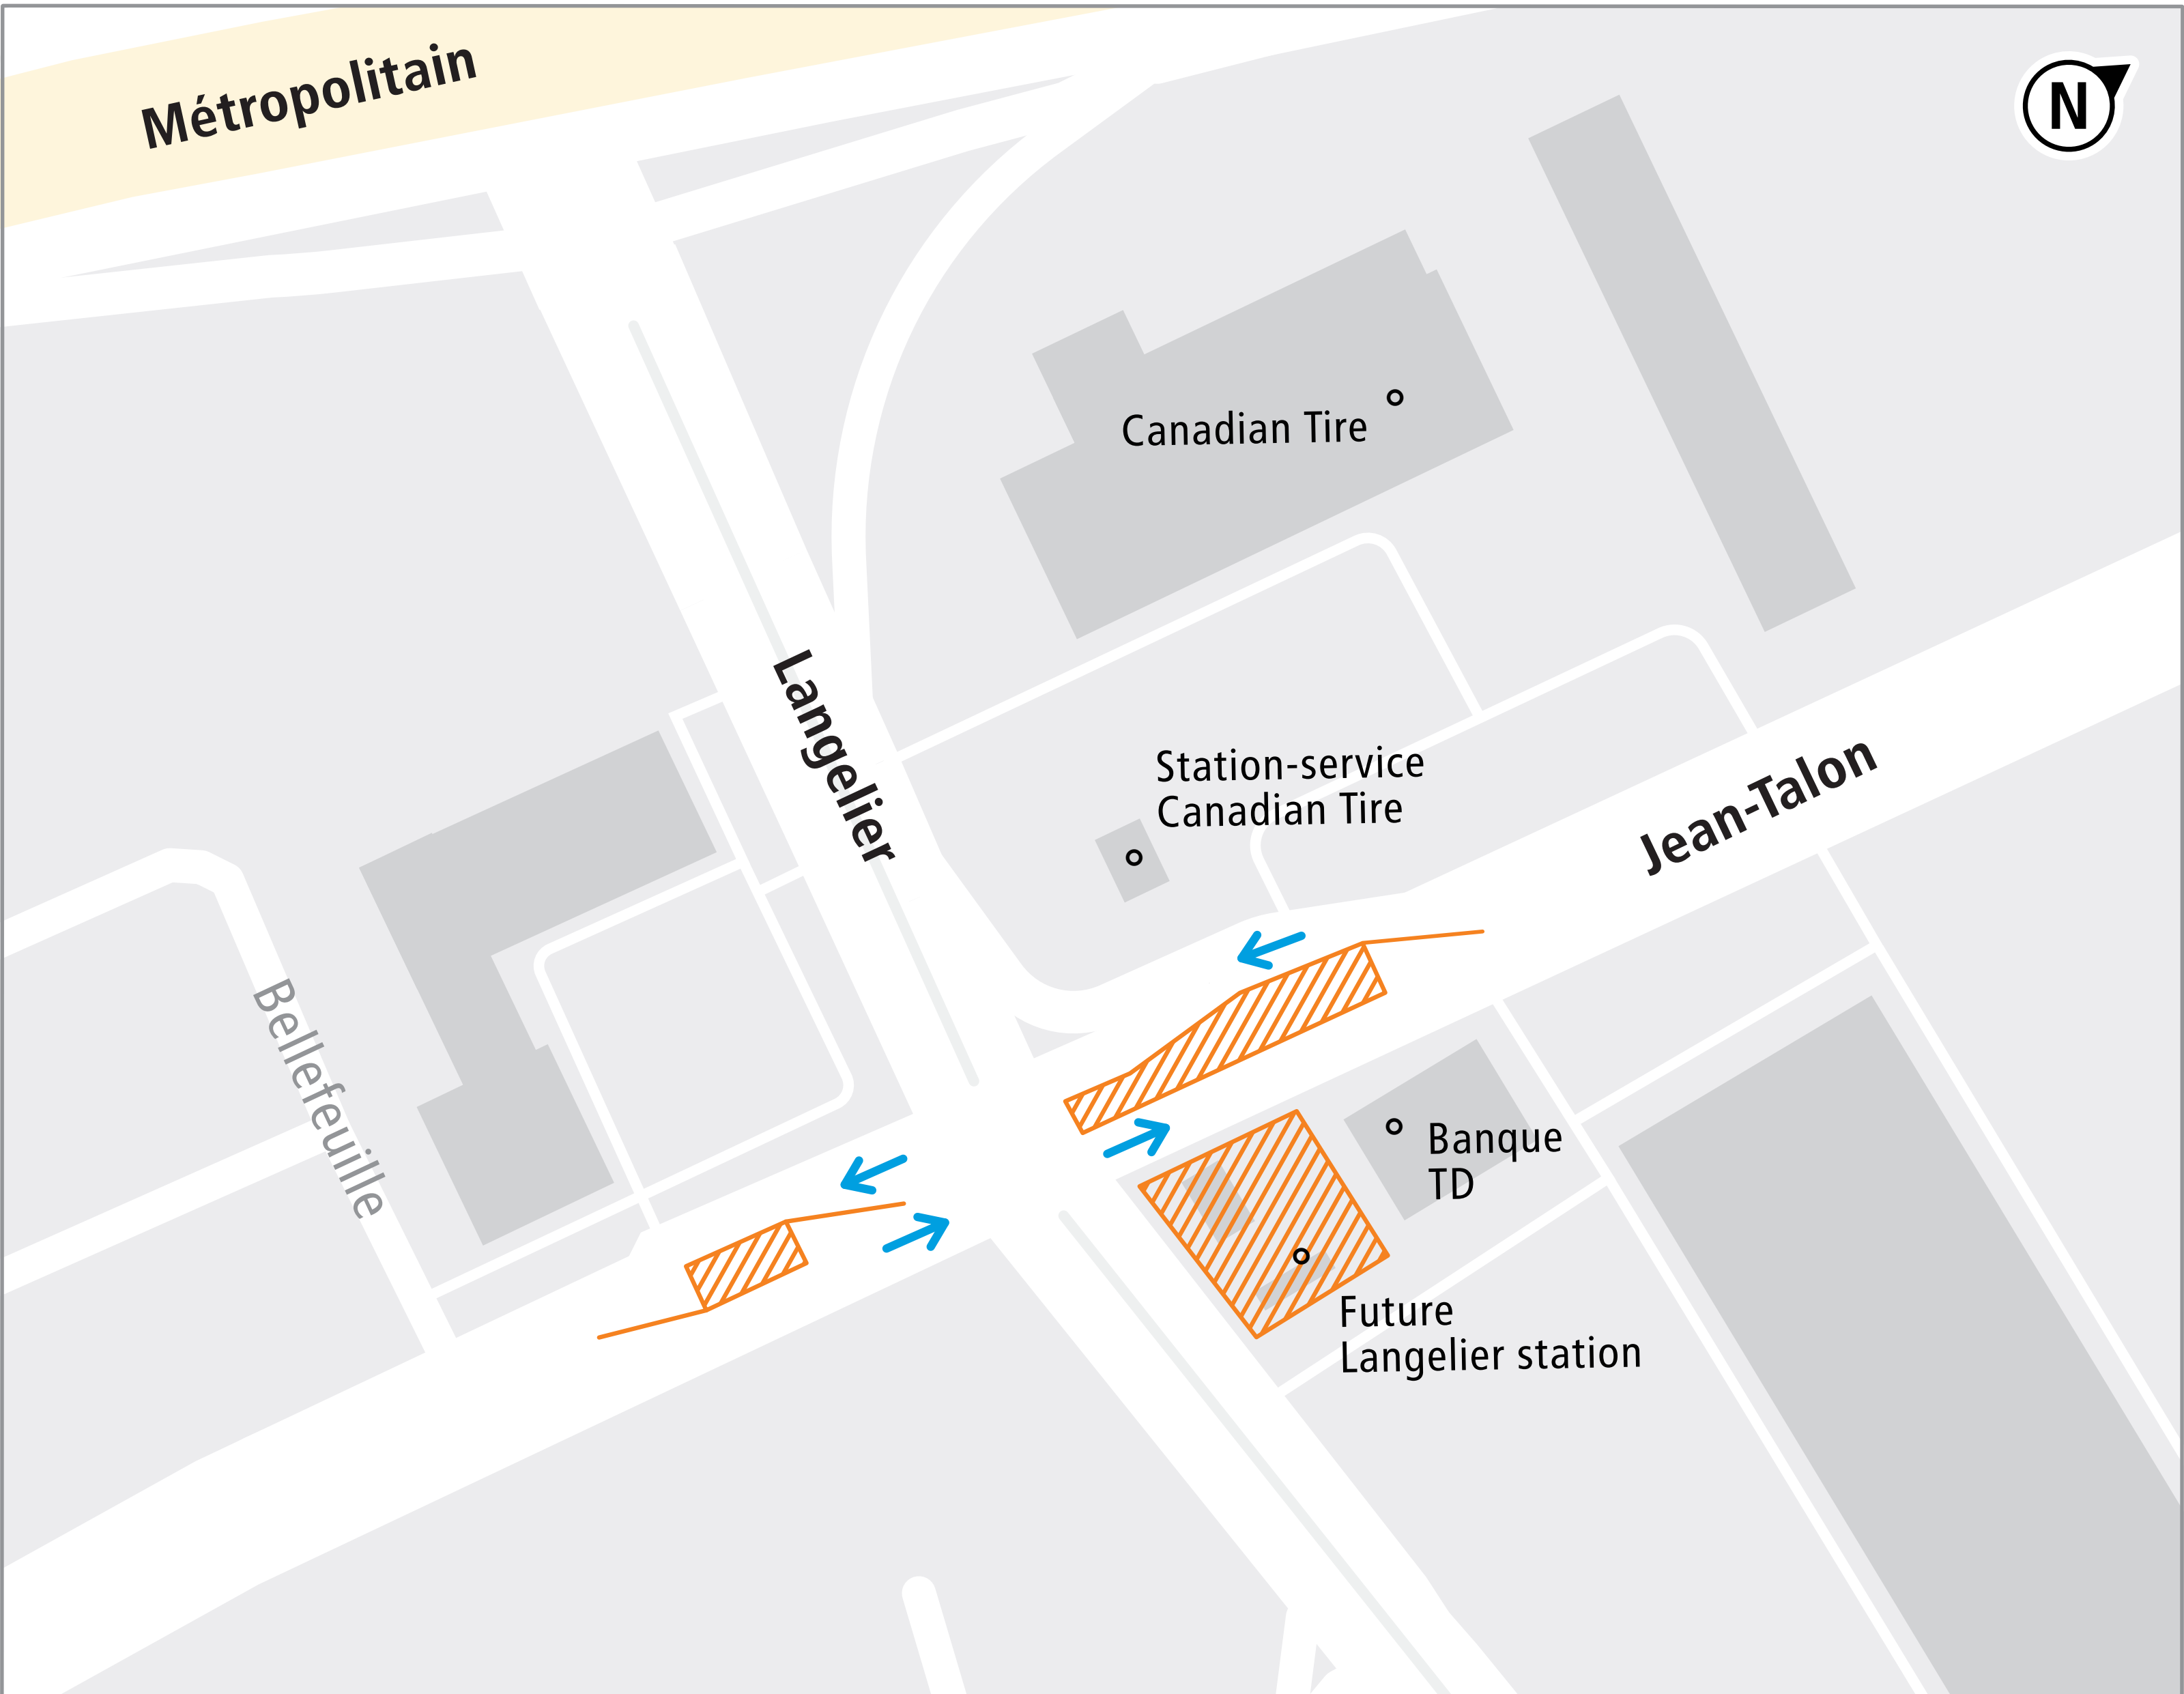 Métropolitain
N
Canadian Tire
Langelier
Station-service
Canadian Tire
Jean-Talon
Bellefeuille
Banque
TD
Future
Langelier station